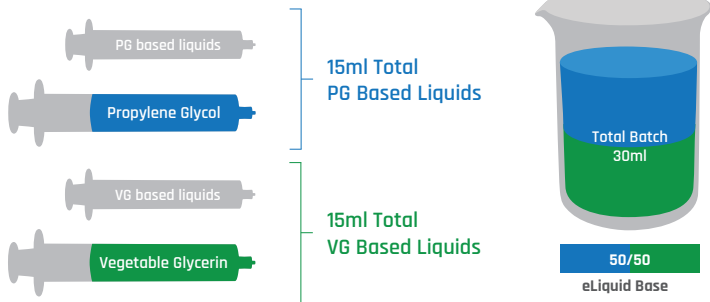 PG based liquids
Propylene Glycol
15ml Total
PG Based Liquids
VG based liquids
Vegetable Glycerin
15ml Total
VG Based Liquids
Total Batch
30ml
50/50
eLiquid Base